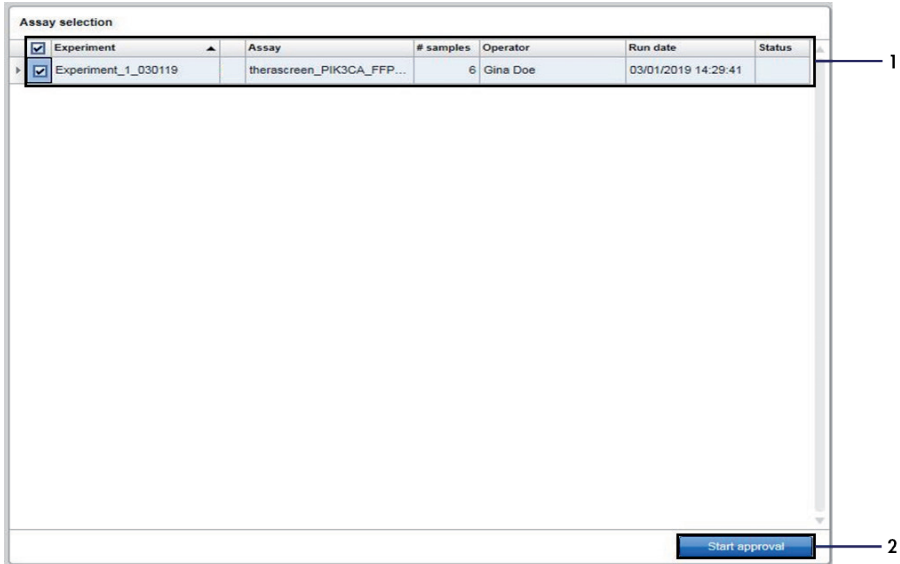 Assay selection
Experiment Assay # samples Operator Run date Status
Experiment_1_030119 therascreen_PIK3CA_FFP... 6 Gina Doe 03/01/2019 14:29:41
1
Start approval
2